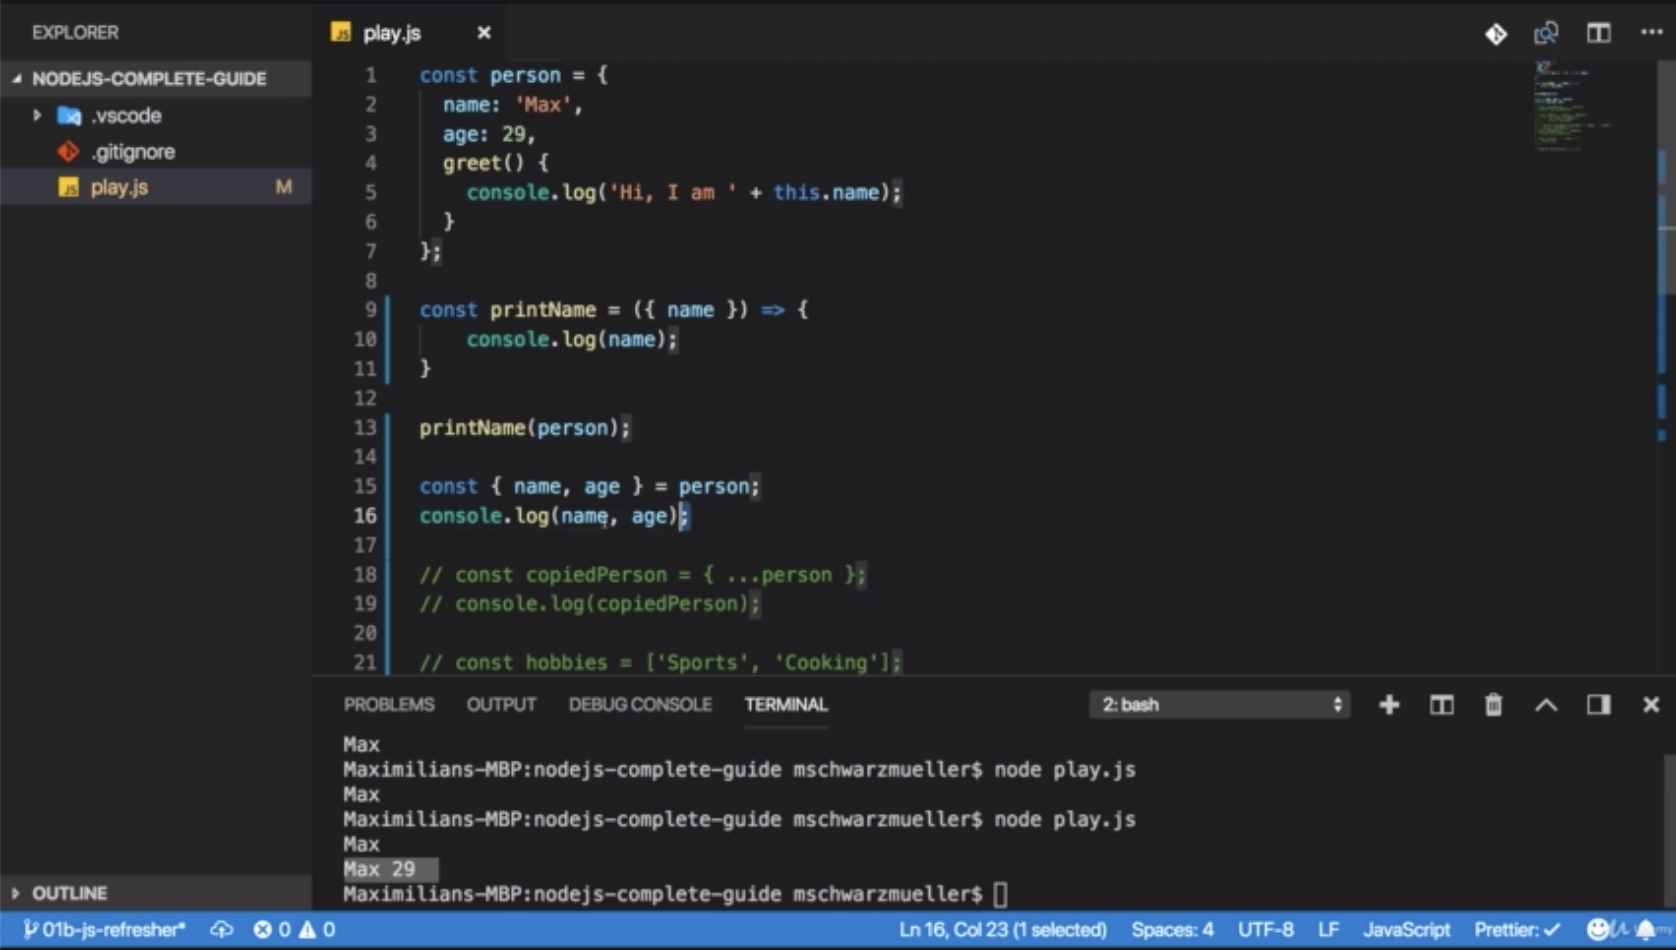 EXPLORER
NODEJS-COMPLETE-GUIDE
.vscode
.gitignore
play.js M
OUTLINE
play.js
1 const person = {
2 name: 'Max',
3 age: 29,
4 greet() {
5 console.log('Hi, I am ' + this.name);
6 }
7 };
8
9 const printName = ({ name }) => {
10 console.log(name);
11 }
12
13 printName(person);
14
15 const { name, age } = person;
16 console.log(name, age);
17
18 // const copiedPerson = { ...person };
19 // console.log(copiedPerson);
20
21 // const hobbies = ['Sports', 'Cooking'];
PROBLEMS OUTPUT DEBUG CONSOLE TERMINAL 2: bash
Max
Maximilians-MBP:nodejs-complete-guide mschwarzmueller$ node play.js
Max
Maximilians-MBP:nodejs-complete-guide mschwarzmueller$ node play.js
Max
Max 29
Maximilians-MBP:nodejs-complete-guide mschwarzmueller$
01b-js-refresher* 0 0 Ln 16, Col 23 (1 selected) Spaces: 4 UTF-8 LF JavaScript Prettier: ✓